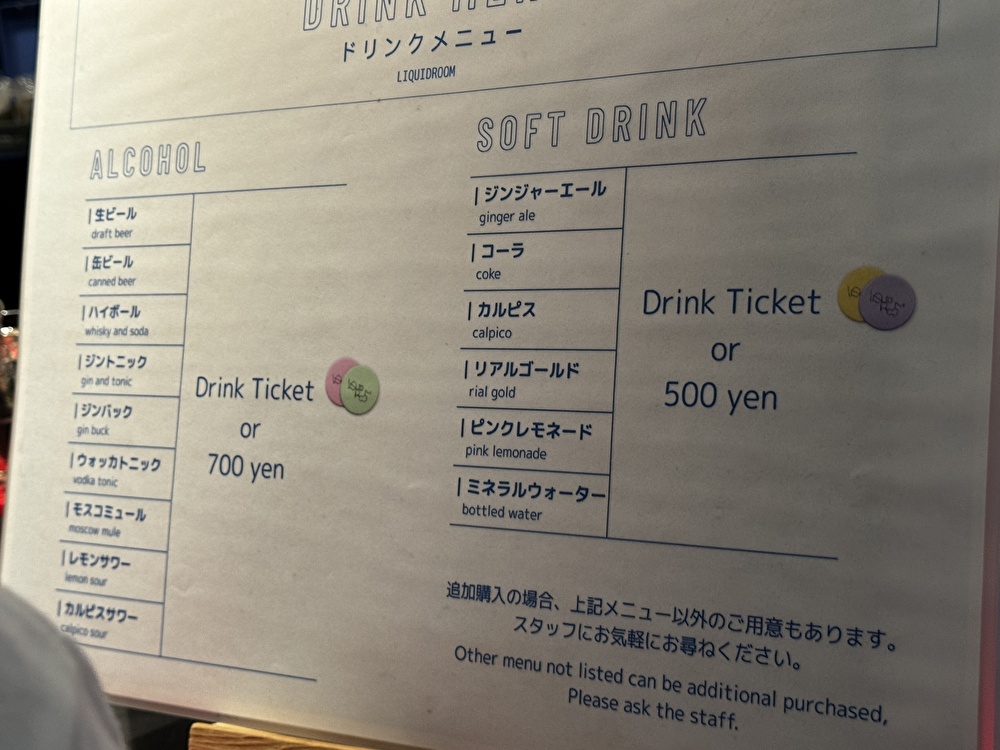 DRINK MEN
ドリンクメニュー
LIQUIDROOM
ALCOHOL
| 生ビール
draft beer
| 缶ビール
canned beer
| ハイボール
whisky and soda
| ジントニック
gin and tonic
| ジンバック
gin buck
| ウォッカトニック
vodka tonic
| モスコミュール
moscow mule
| レモンサワー
lemon sour
| カルピスサワー
calpico sour
Drink Ticket
or
700 yen
SOFT DRINK
| ジンジャーエール
ginger ale
| コーラ
coke
| カルピス
calpico
| リアルゴールド
rial gold
| ピンクレモネード
pink lemonade
| ミネラルウォーター
bottled water
Drink Ticket
or
500 yen
追加購入の場合、上記メニュー以外のご用意もあります。
スタッフにお気軽にお尋ねください。
Other menu not listed can be additional purchased,
Please ask the staff.